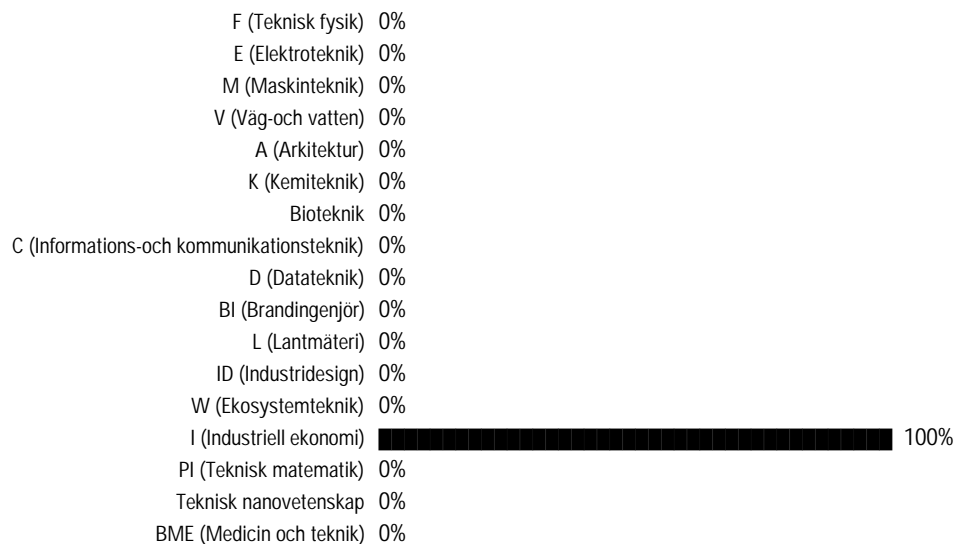 F (Teknisk fysik) 0%
E (Elektroteknik) 0%
M (Maskinteknik) 0%
V (Väg-och vatten) 0%
A (Arkitektur) 0%
K (Kemiteknik) 0%
Bioteknik 0%
C (Informations-och kommunikationsteknik) 0%
D (Datateknik) 0%
BI (Brandingenjör) 0%
L (Lantmäteri) 0%
ID (Industridesign) 0%
W (Ekosystemteknik) 0%
I (Industriell ekonomi) 100%
PI (Teknisk matematik) 0%
Teknisk nanovetenskap 0%
BME (Medicin och teknik) 0%